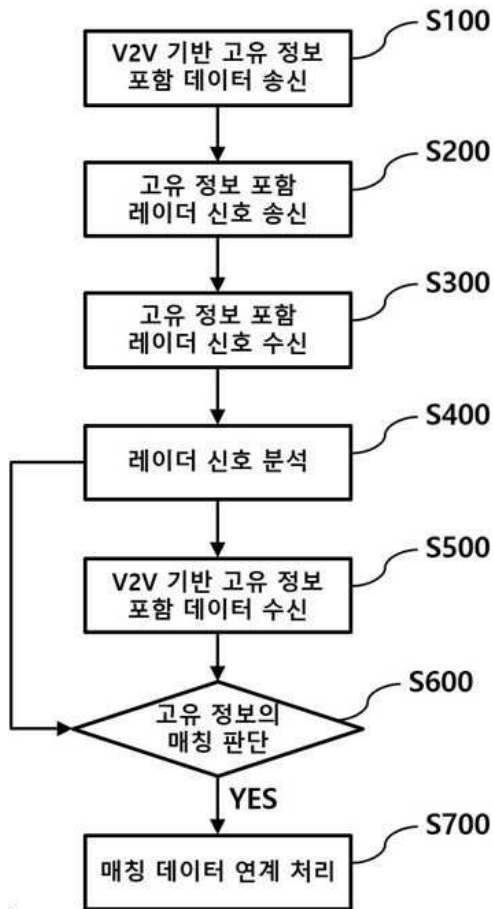 S100
V2V 기반 고유 정보
포함 데이터 송신
S200
고유 정보 포함
레이더 신호 송신
S300
고유 정보 포함
레이더 신호 수신
S400
레이더 신호 분석
S500
V2V 기반 고유 정보
포함 데이터 수신
S600
고유 정보의
매칭 판단
YES
S700
매칭 데이터 연계 처리